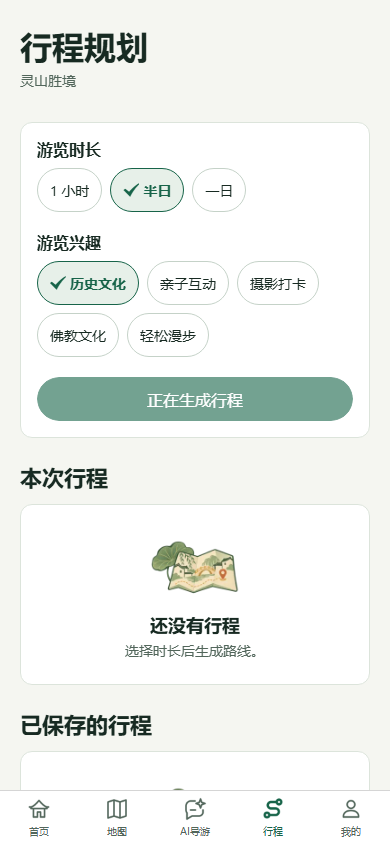 行程规划
灵山胜境
游览时长
1 小时
半日
一日
游览兴趣
历史文化
亲子互动
摄影打卡
佛教文化
轻松漫步
正在生成行程
本次行程
还没有行程
选择时长后生成路线。
已保存的行程
首页
地图
AI导游
行程
我的